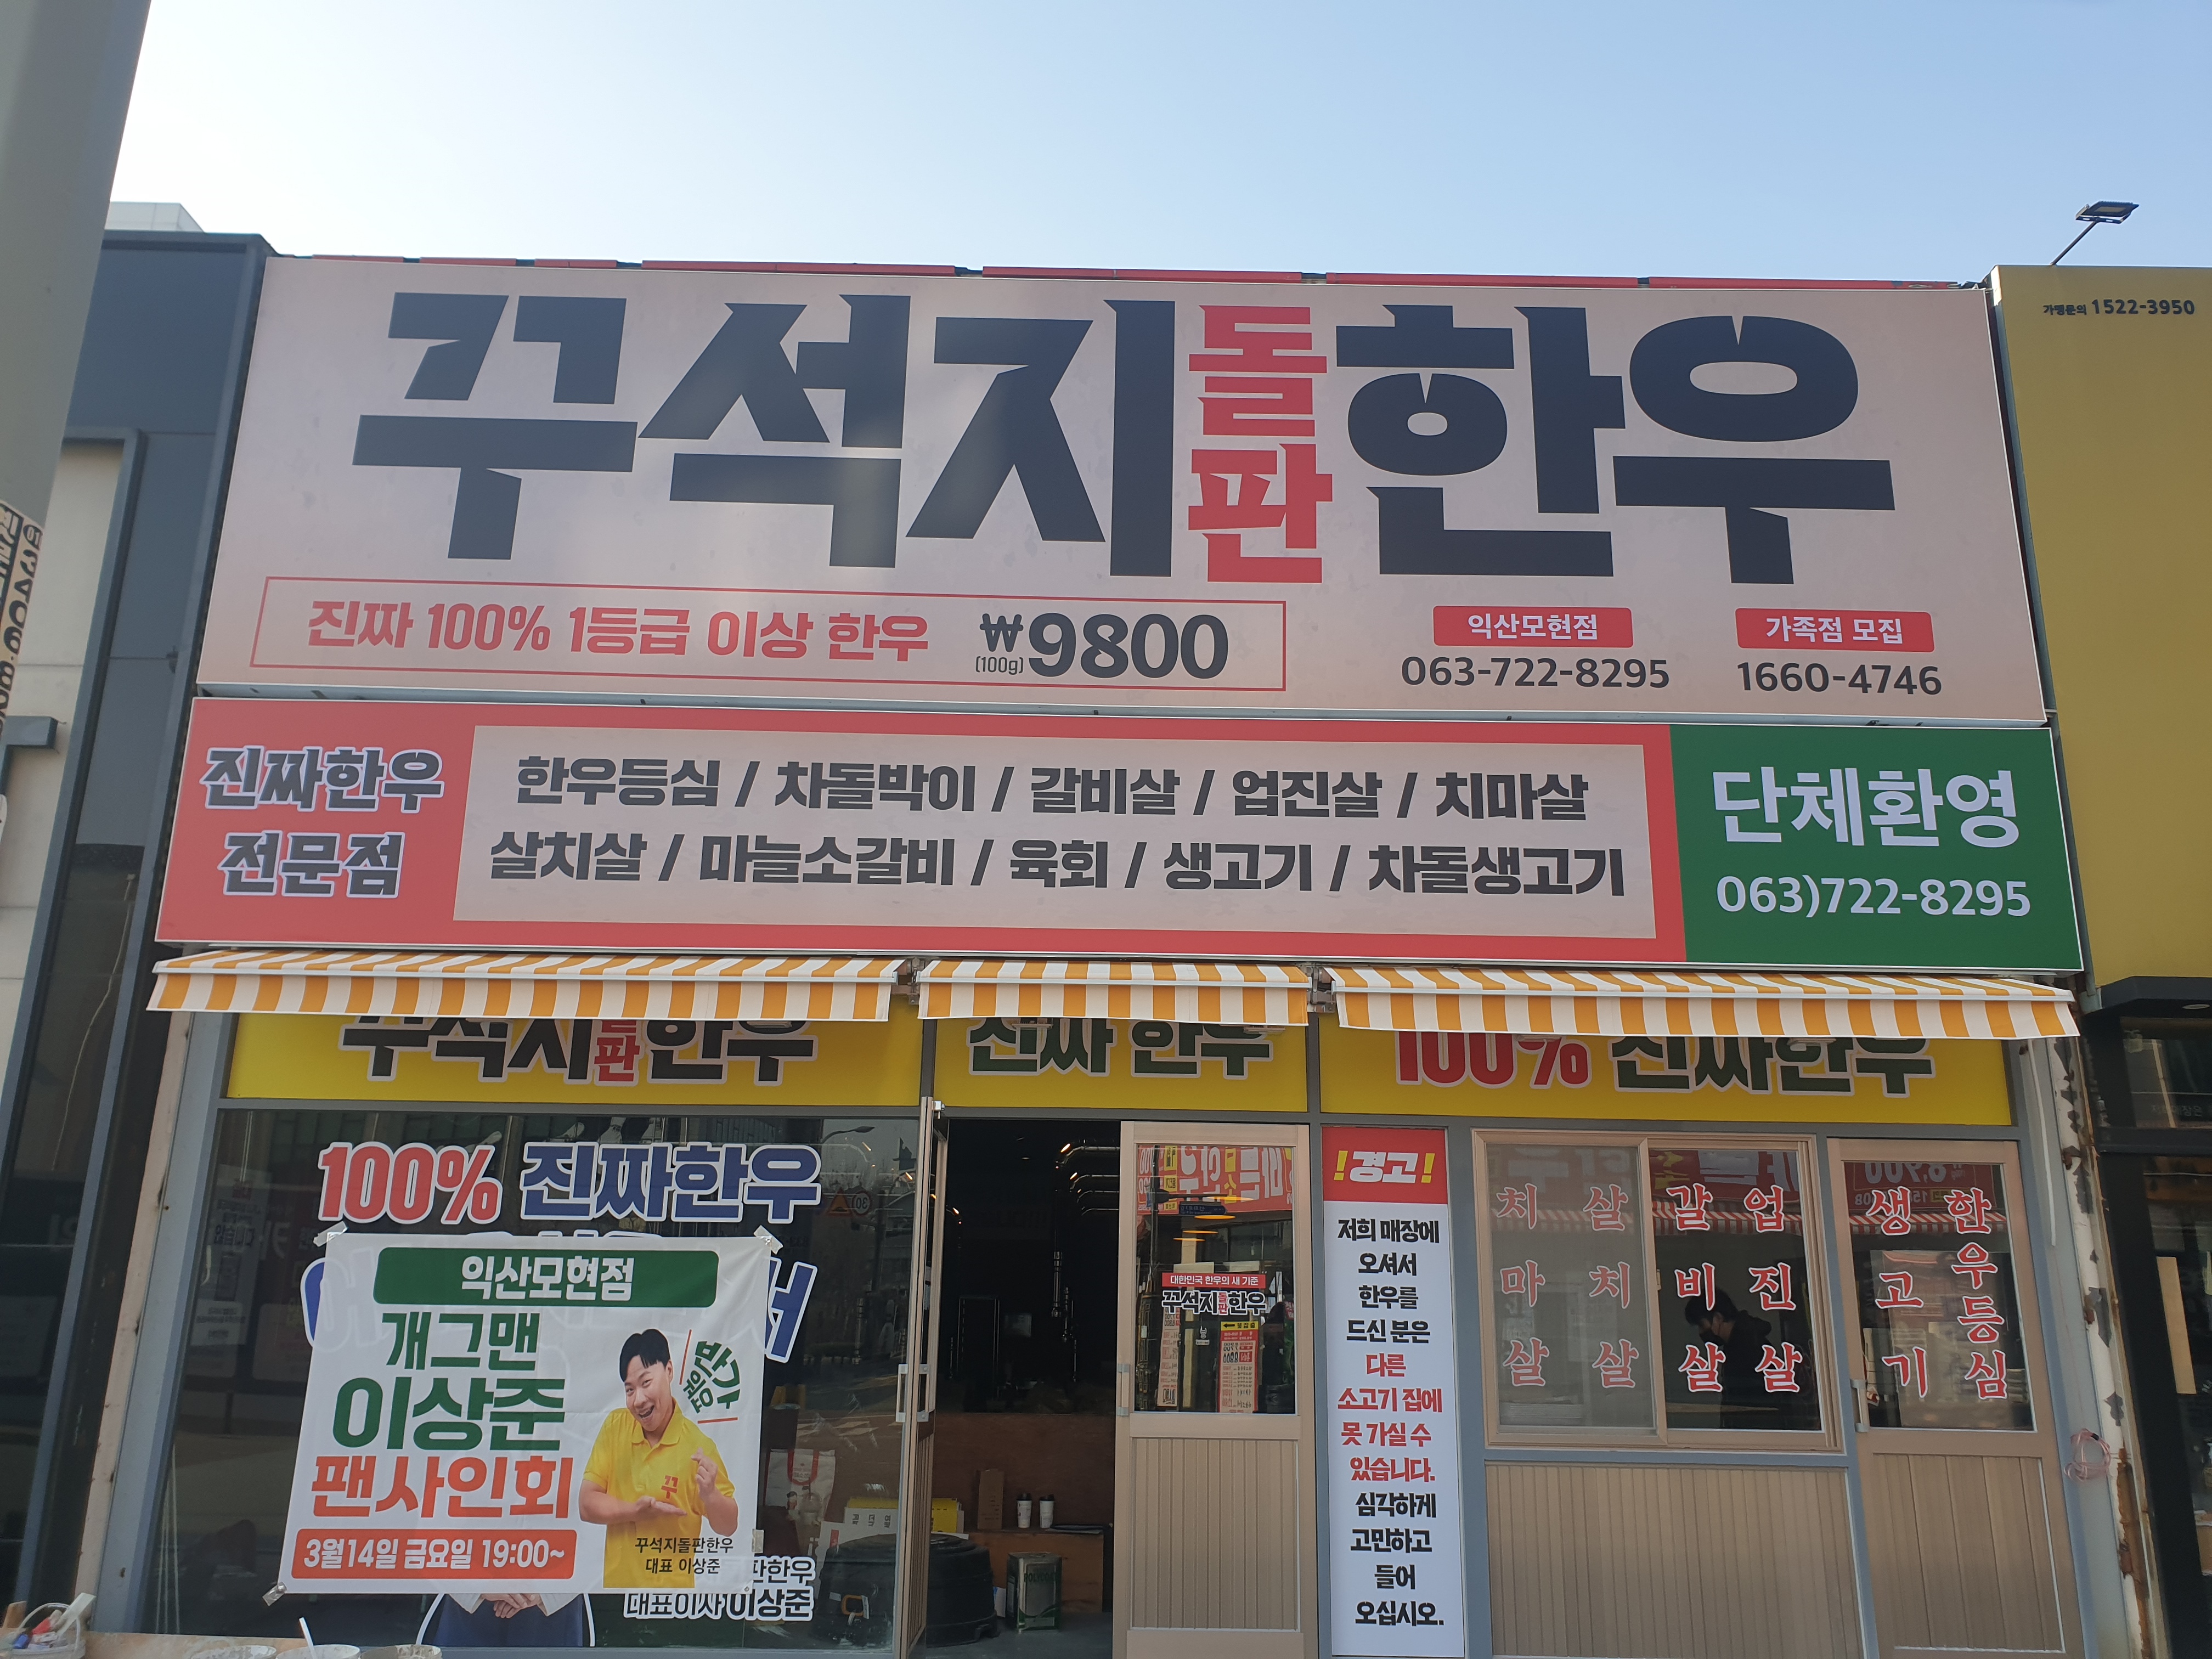 꾸석지돌판한우
진짜 100% 1등급 이상 한우 ₩9800
(100g)
익산모현점
063-722-8295
가족점 모집
1660-4746
가맹문의 1522-3950
진짜한우
전문점
한우등심 / 차돌박이 / 갈비살 / 업진살 / 치마살
살치살 / 마늘소갈비 / 육회 / 생고기 / 차돌생고기
단체환영
063)722-8295
꾸석지돌판한우
진짜 한우
100% 진짜한우
100% 진짜한우
서
익산모현점
개그맨
이상준
팬사인회
3월14일 금요일 19:00~
꾸석지돌판한우
대표 이상준
판한우
대표이사 이상준
대한민국 한우의 새 기준
꾸석지돌판한우
!경고!
저희 매장에
오셔서
한우를
드신 분은
다른
소고기 집에
못 가실 수
있습니다.
심각하게
고민하고
들어
오십시오.
치마살
살치살
갈비살
업진살
생고기
한우등심